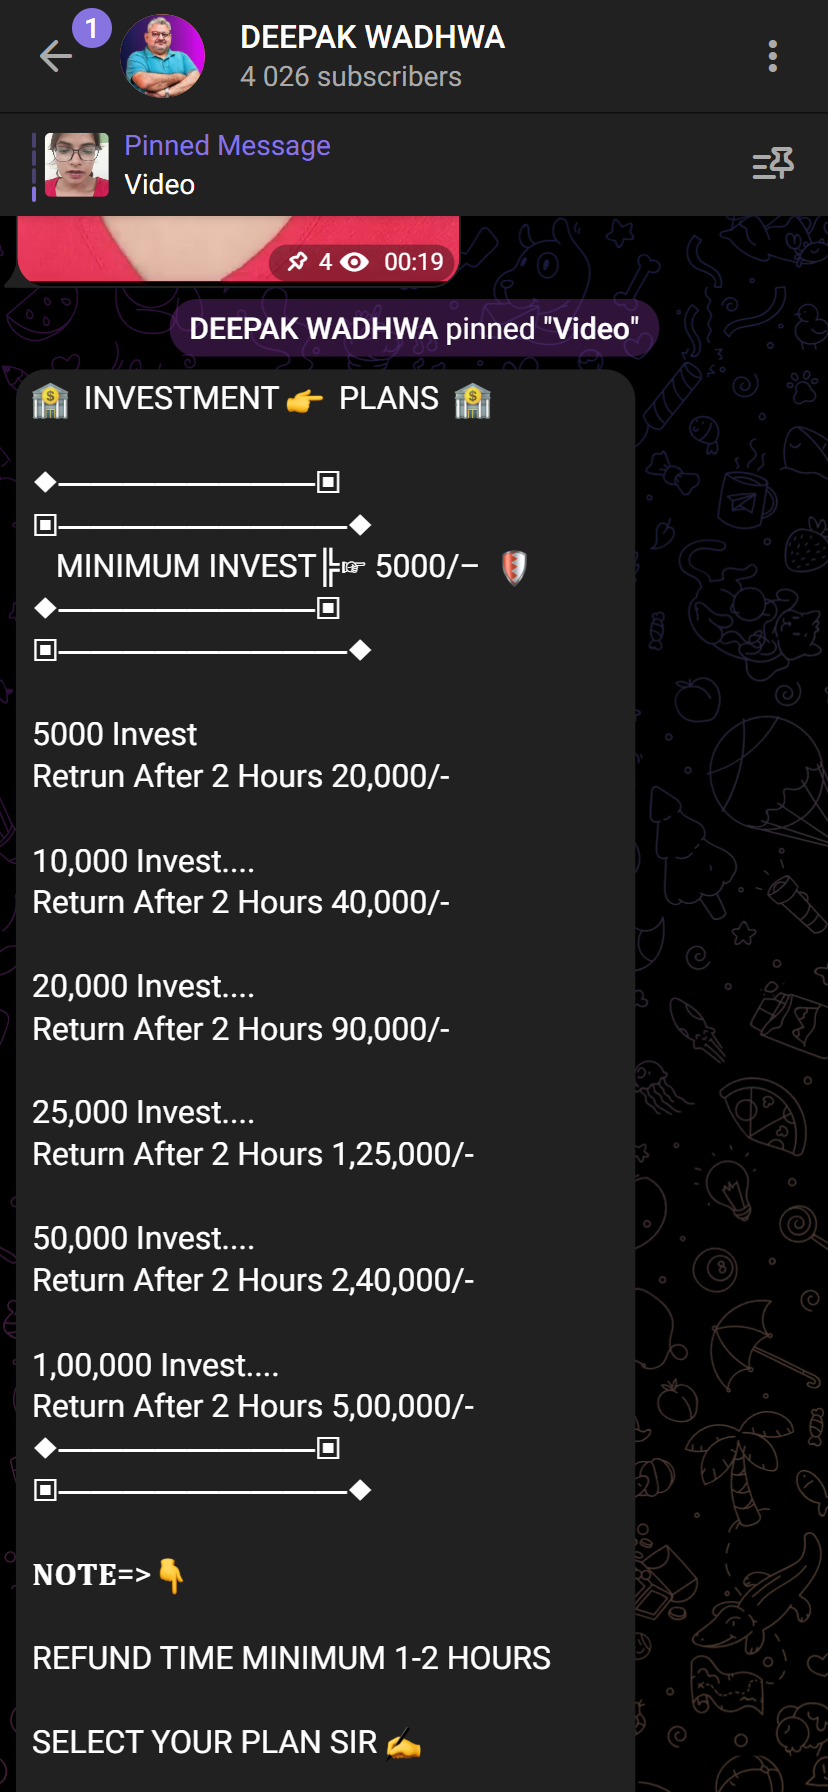 1
DEEPAK WADHWA
4 026 subscribers
Pinned Message
Video
4 00:19
DEEPAK WADHWA pinned "Video"
🏦 INVESTMENT👉 PLANS 🏦
◆————————▣
▣—————————◆
MINIMUM INVEST╠☞ 5000/– 🛡
◆————————▣
▣—————————◆
5000 Invest
Retrun After 2 Hours 20,000/-
10,000 Invest....
Return After 2 Hours 40,000/-
20,000 Invest....
Return After 2 Hours 90,000/-
25,000 Invest....
Return After 2 Hours 1,25,000/-
50,000 Invest....
Return After 2 Hours 2,40,000/-
1,00,000 Invest....
Return After 2 Hours 5,00,000/-
◆————————▣
▣—————————◆
NOTE=>👇
REFUND TIME MINIMUM 1-2 HOURS
SELECT YOUR PLAN SIR ✍